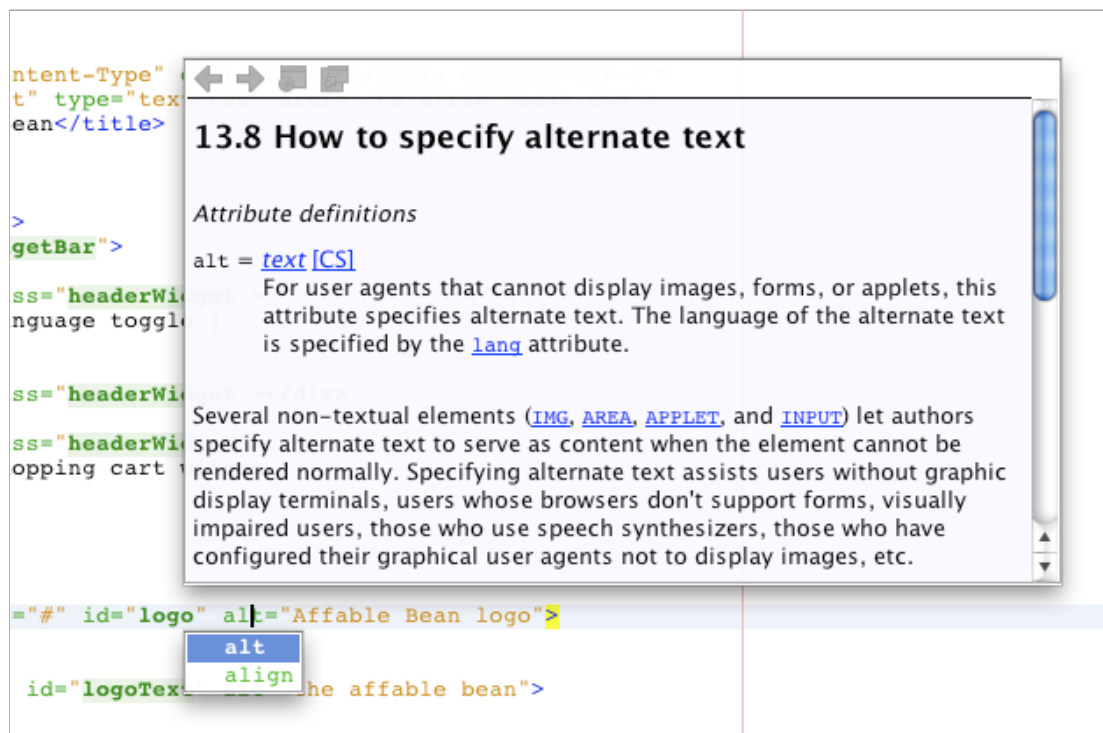 ntent-Type"
t" type="tex
ean</title>
13.8 How to specify alternate text
Attribute definitions
>
getBar">
alt = text [CS]
ss="headerWi
For user agents that cannot display images, forms, or applets, this
nguage toggl
attribute specifies alternate text. The language of the alternate text
is specified by the lang attribute.
ss="headerWidget"></div>
Several non-textual elements (IMG, AREA, APPLET, and INPUT) let authors
ss="headerWi
specify alternate text to serve as content when the element cannot be
opping cart
rendered normally. Specifying alternate text assists users without graphic
display terminals, users whose browsers don't support forms, visually
impaired users, those who use speech synthesizers, those who have
configured their graphical user agents not to display images, etc.
="#" id="logo" alt="Affable Bean logo">
alt
align
id="logoTex he affable bean">